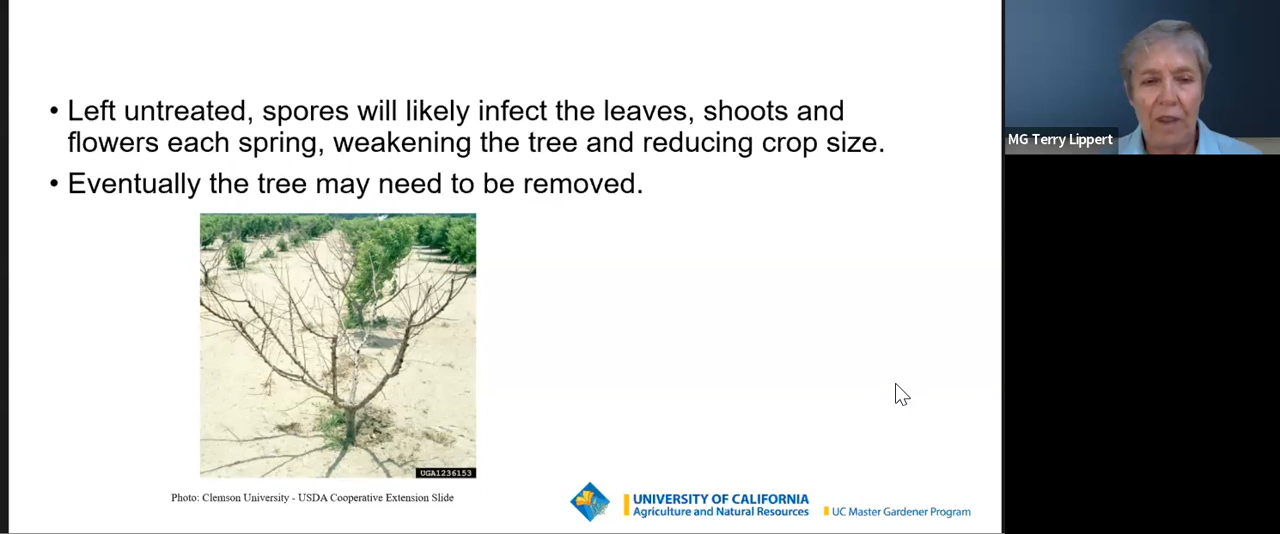 • Left untreated, spores will likely infect the leaves, shoots and
flowers each spring, weakening the tree and reducing crop size.
• Eventually the tree may need to be removed.
MG Terry Lippert
UGA1236153
Photo: Clemson University - USDA Cooperative Extension Slide
UNIVERSITY OF CALIFORNIA
Agriculture and Natural Resources
UC Master Gardener Program